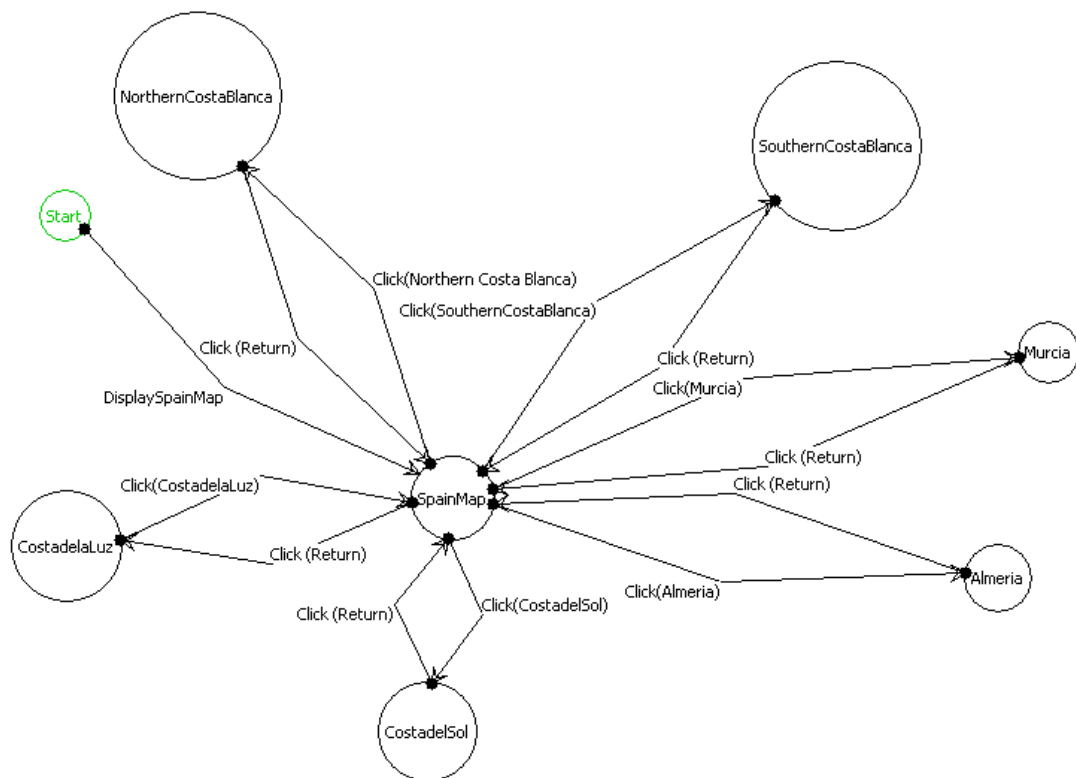 NorthernCostaBlanca
SouthernCostaBlanca
Start
Click(Northern Costa Blanca)
Click(SouthernCostaBlanca)
Click (Return)
Click (Return)
Murcia
Click(Murcia)
DisplaySpainMap
Click (Return)
Click(CostadelaLuz)
Click (Return)
SpainMap
CostadelaLuz
Click (Return)
Almeria
Click(Almeria)
Click (Return)
Click(CostadelSol)
CostadelSol